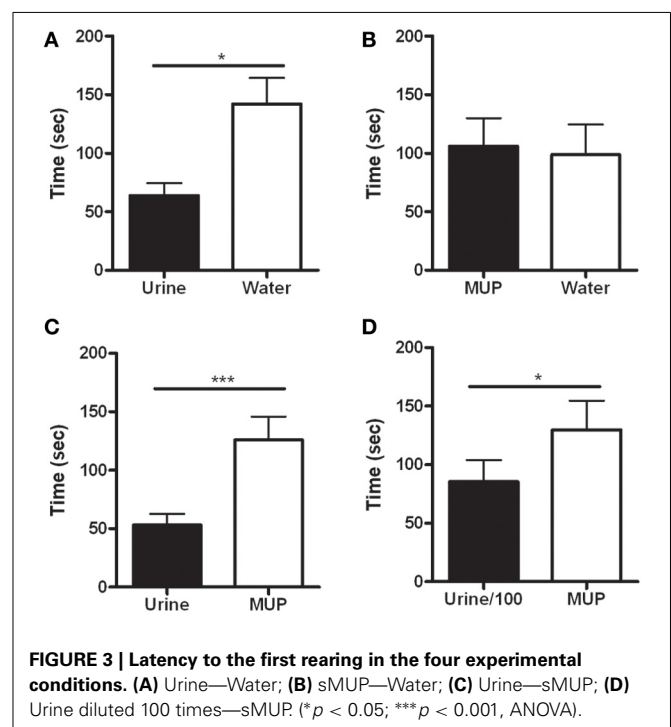 A
200
150
100
50
0
Time (sec)
*
Urine
Water
B
200
150
100
50
0
Time (sec)
MUP
Water
C
200
150
100
50
0
Time (sec)
***
Urine
MUP
D
200
150
100
50
0
Time (sec)
*
Urine/100
MUP
FIGURE 3 | Latency to the first rearing in the four experimental
conditions. (A) Urine—Water; (B) sMUP—Water; (C) Urine—sMUP; (D)
Urine diluted 100 times—sMUP. (*p < 0.05; ***p < 0.001, ANOVA).